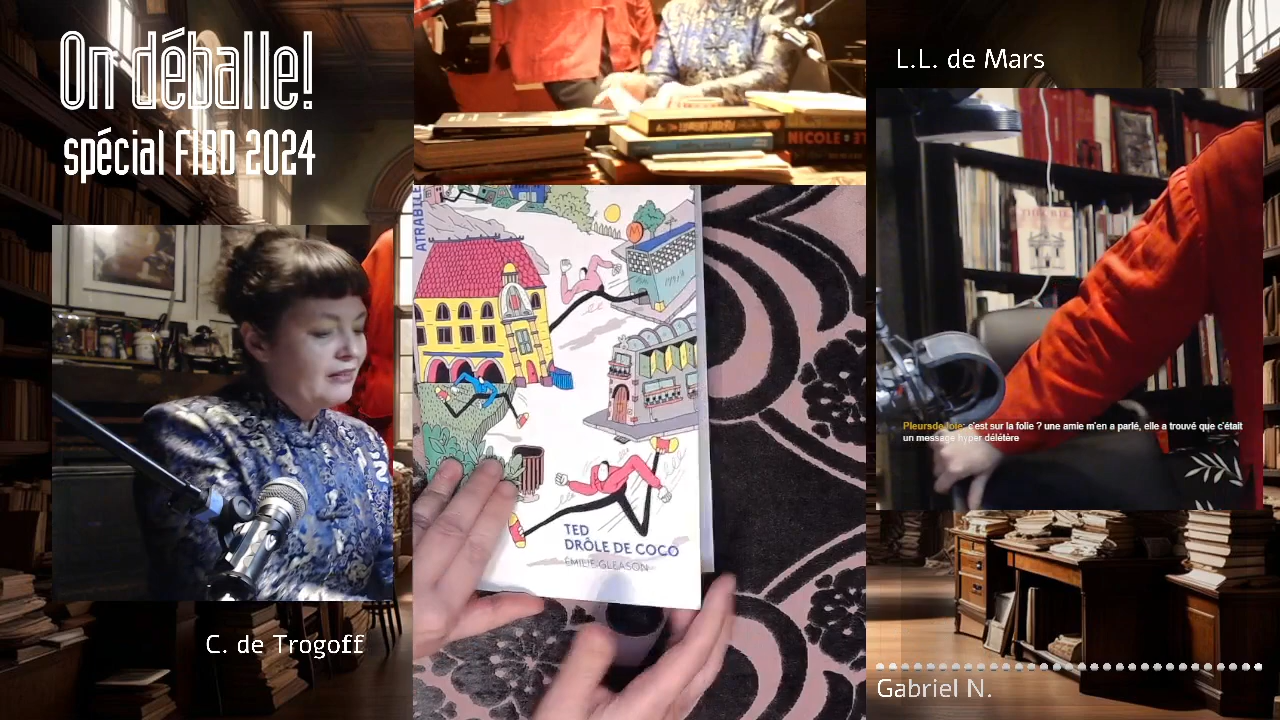 On déballe!
spécial FIBD 2024
C. de Trogoff
NICOLE
ATRABILE
M
TED
DRÔLE DE COCO
ÉMILIE GLEASON
L.L. de Mars
Pleursdejoie: c'est sur la folie ? une amie m'en a parlé, elle a trouvé que c'était
un message hyper délétère
Gabriel N.